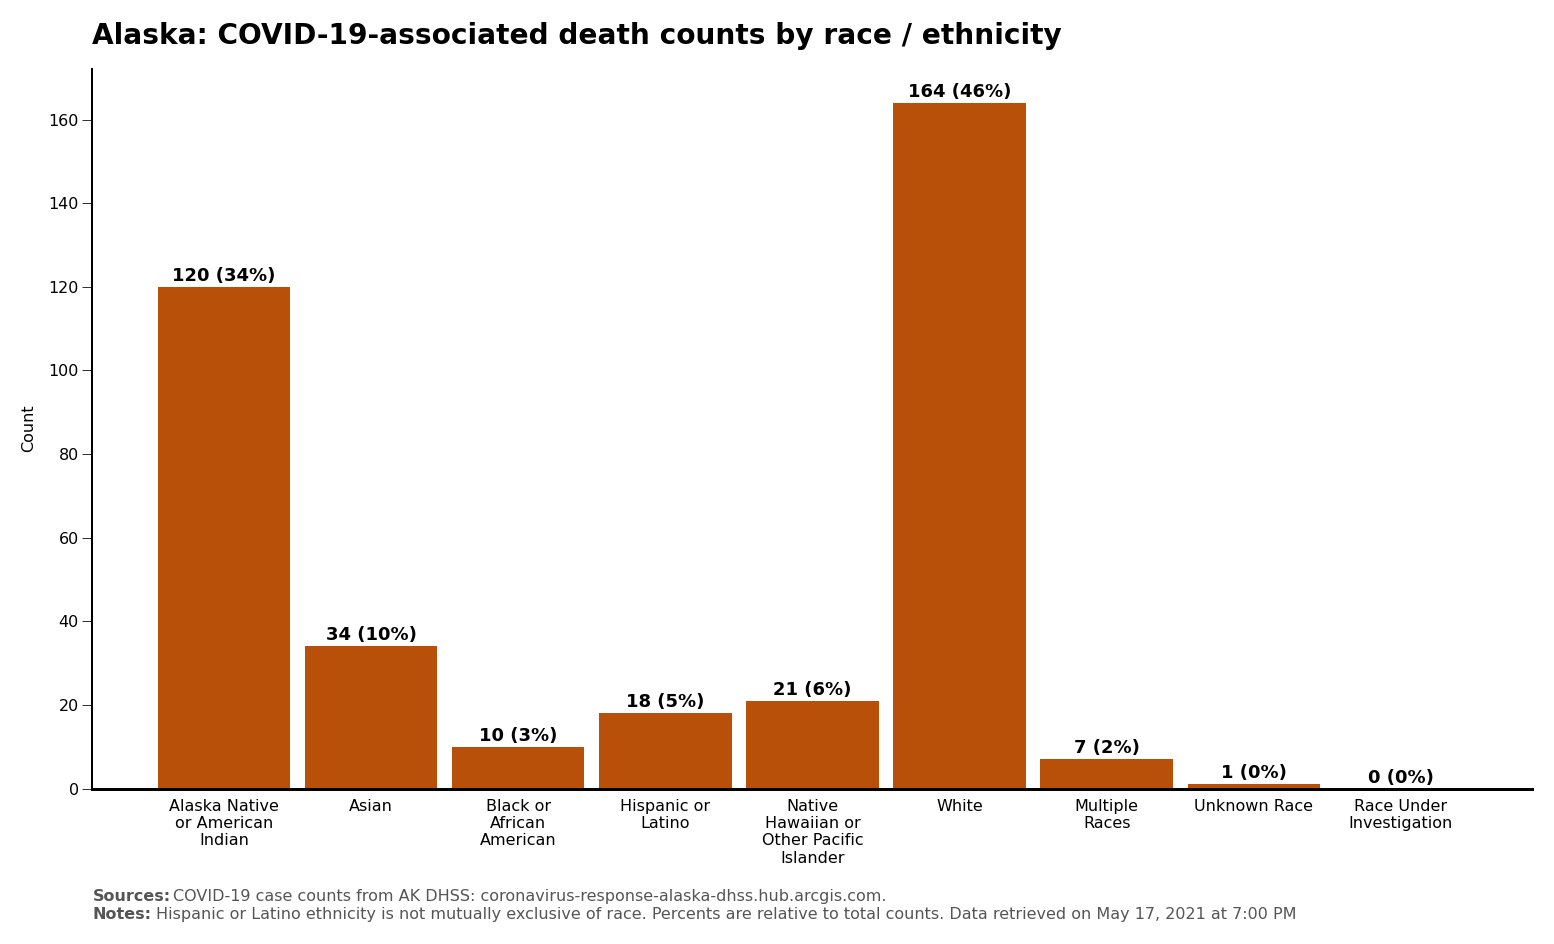 Alaska: COVID-19-associated death counts by race / ethnicity
Count
160
140
120
100
80
60
40
20
0
120 (34%)
34 (10%)
10 (3%)
18 (5%)
21 (6%)
164 (46%)
7 (2%)
1 (0%)
0 (0%)
Alaska Native
or American
Indian
Asian
Black or
African
American
Hispanic or
Latino
Native
Hawaiian or
Other Pacific
Islander
White
Multiple
Races
Unknown Race
Race Under
Investigation
Sources: COVID-19 case counts from AK DHSS: coronavirus-response-alaska-dhss.hub.arcgis.com.
Notes: Hispanic or Latino ethnicity is not mutually exclusive of race. Percents are relative to total counts. Data retrieved on May 17, 2021 at 7:00 PM